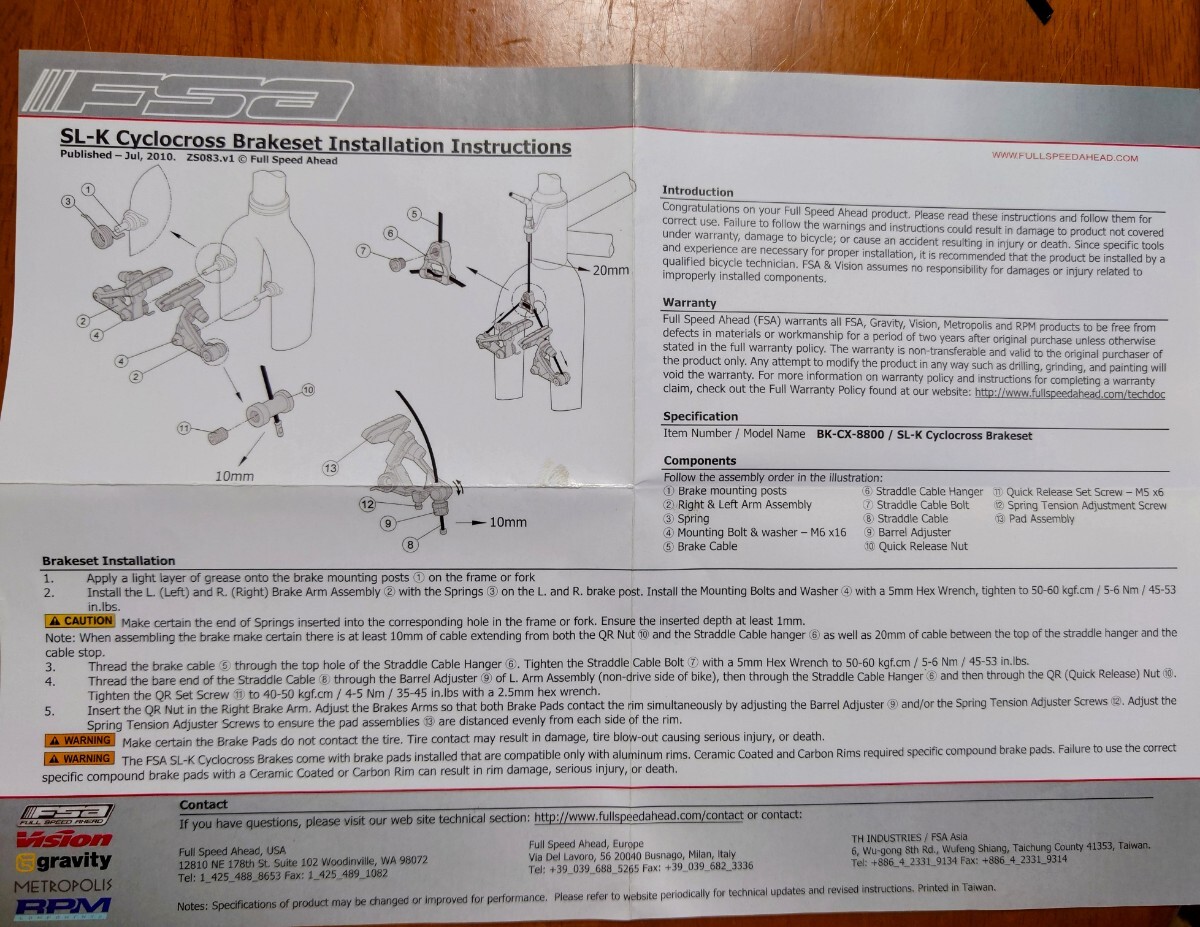 FSA
SL-K Cyclocross Brakeset Installation Instructions
Published – Jul, 2010. ZS083.v1 © Full Speed Ahead
WWW.FULLSPEEDAHEAD.COM
① ③ ② ④ ④ ② ⑩ ⑪
10mm
⑤ ⑥ ⑦
20mm
⑬ ⑫ ⑨ ⑧
10mm
Introduction
Congratulations on your Full Speed Ahead product. Please read these instructions and follow them for
correct use. Failure to follow the warnings and instructions could result in damage to product not covered
under warranty, damage to bicycle; or cause an accident resulting in injury or death. Since specific tools
and experience are necessary for proper installation, it is recommended that the product be installed by a
qualified bicycle technician. FSA & Vision assumes no responsibility for damages or injury related to
improperly installed components.
Warranty
Full Speed Ahead (FSA) warrants all FSA, Gravity, Vision, Metropolis and RPM products to be free from
defects in materials or workmanship for a period of two years after original purchase unless otherwise
stated in the full warranty policy. The warranty is non-transferable and valid to the original purchaser of
the product only. Any attempt to modify the product in any way such as drilling, grinding, and painting will
void the warranty. For more information on warranty policy and instructions for completing a warranty
claim, check out the Full Warranty Policy found at our website: http://www.fullspeedahead.com/techdoc
Specification
Item Number / Model Name BK-CX-8800 / SL-K Cyclocross Brakeset
Components
Follow the assembly order in the illustration:
① Brake mounting posts ⑥ Straddle Cable Hanger ⑪ Quick Release Set Screw – M5 x6
② Right & Left Arm Assembly ⑦ Straddle Cable Bolt ⑫ Spring Tension Adjustment Screw
③ Spring ⑧ Straddle Cable ⑬ Pad Assembly
④ Mounting Bolt & washer – M6 x16 ⑨ Barrel Adjuster
⑤ Brake Cable ⑩ Quick Release Nut
Brakeset Installation
1. Apply a light layer of grease onto the brake mounting posts ① on the frame or fork
2. Install the L. (Left) and R. (Right) Brake Arm Assembly ② with the Springs ③ on the L. and R. brake post. Install the Mounting Bolts and Washer ④ with a 5mm Hex Wrench, tighten to 50-60 kgf.cm / 5-6 Nm / 45-53
in.lbs.
CAUTION Make certain the end of Springs inserted into the corresponding hole in the frame or fork. Ensure the inserted depth at least 1mm.
Note: When assembling the brake make certain there is at least 10mm of cable extending from both the QR Nut ⑩ and the Straddle Cable hanger ⑥ as well as 20mm of cable between the top of the straddle hanger and the
cable stop.
3. Thread the brake cable ⑤ through the top hole of the Straddle Cable Hanger ⑥. Tighten the Straddle Cable Bolt ⑦ with a 5mm Hex Wrench to 50-60 kgf.cm / 5-6 Nm / 45-53 in.lbs.
4. Thread the bare end of the Straddle Cable ⑧ through the Barrel Adjuster ⑨ of L. Arm Assembly (non-drive side of bike), then through the Straddle Cable Hanger ⑥ and then through the QR (Quick Release) Nut ⑩.
Tighten the QR Set Screw ⑪ to 40-50 kgf.cm / 4-5 Nm / 35-45 in.lbs with a 2.5mm hex wrench.
5. Insert the QR Nut in the Right Brake Arm. Adjust the Brakes Arms so that both Brake Pads contact the rim simultaneously by adjusting the Barrel Adjuster ⑨ and/or the Spring Tension Adjuster Screws ⑫. Adjust the
Spring Tension Adjuster Screws to ensure the pad assemblies ⑬ are distanced evenly from each side of the rim.
WARNING Make certain the Brake Pads do not contact the tire. Tire contact may result in damage, tire blow-out causing serious injury, or death.
WARNING The FSA SL-K Cyclocross Brakes come with brake pads installed that are compatible only with aluminum rims. Ceramic Coated and Carbon Rims required specific compound brake pads. Failure to use the correct
specific compound brake pads with a Ceramic Coated or Carbon Rim can result in rim damage, serious injury, or death.
FSA
FULL SPEED AHEAD
Vision
gravity
METROPOLIS
RPM
COMPONENTS
Contact
If you have questions, please visit our web site technical section: http://www.fullspeedahead.com/contact or contact:
Full Speed Ahead, USA
12810 NE 178th St. Suite 102 Woodinville, WA 98072
Tel: 1_425_488_8653 Fax: 1_425_489_1082
Full Speed Ahead, Europe
Via Del Lavoro, 56 20040 Busnago, Milan, Italy
Tel: +39_039_688_5265 Fax: +39_039_682_3336
TH INDUSTRIES / FSA Asia
6, Wu-gong 8th Rd., Wufeng Shiang, Taichung County 41353, Taiwan.
Tel: +886_4_2331_9134 Fax: +886_4_2331_9314
Notes: Specifications of product may be changed or improved for performance. Please refer to website periodically for technical updates and revised instructions. Printed in Taiwan.